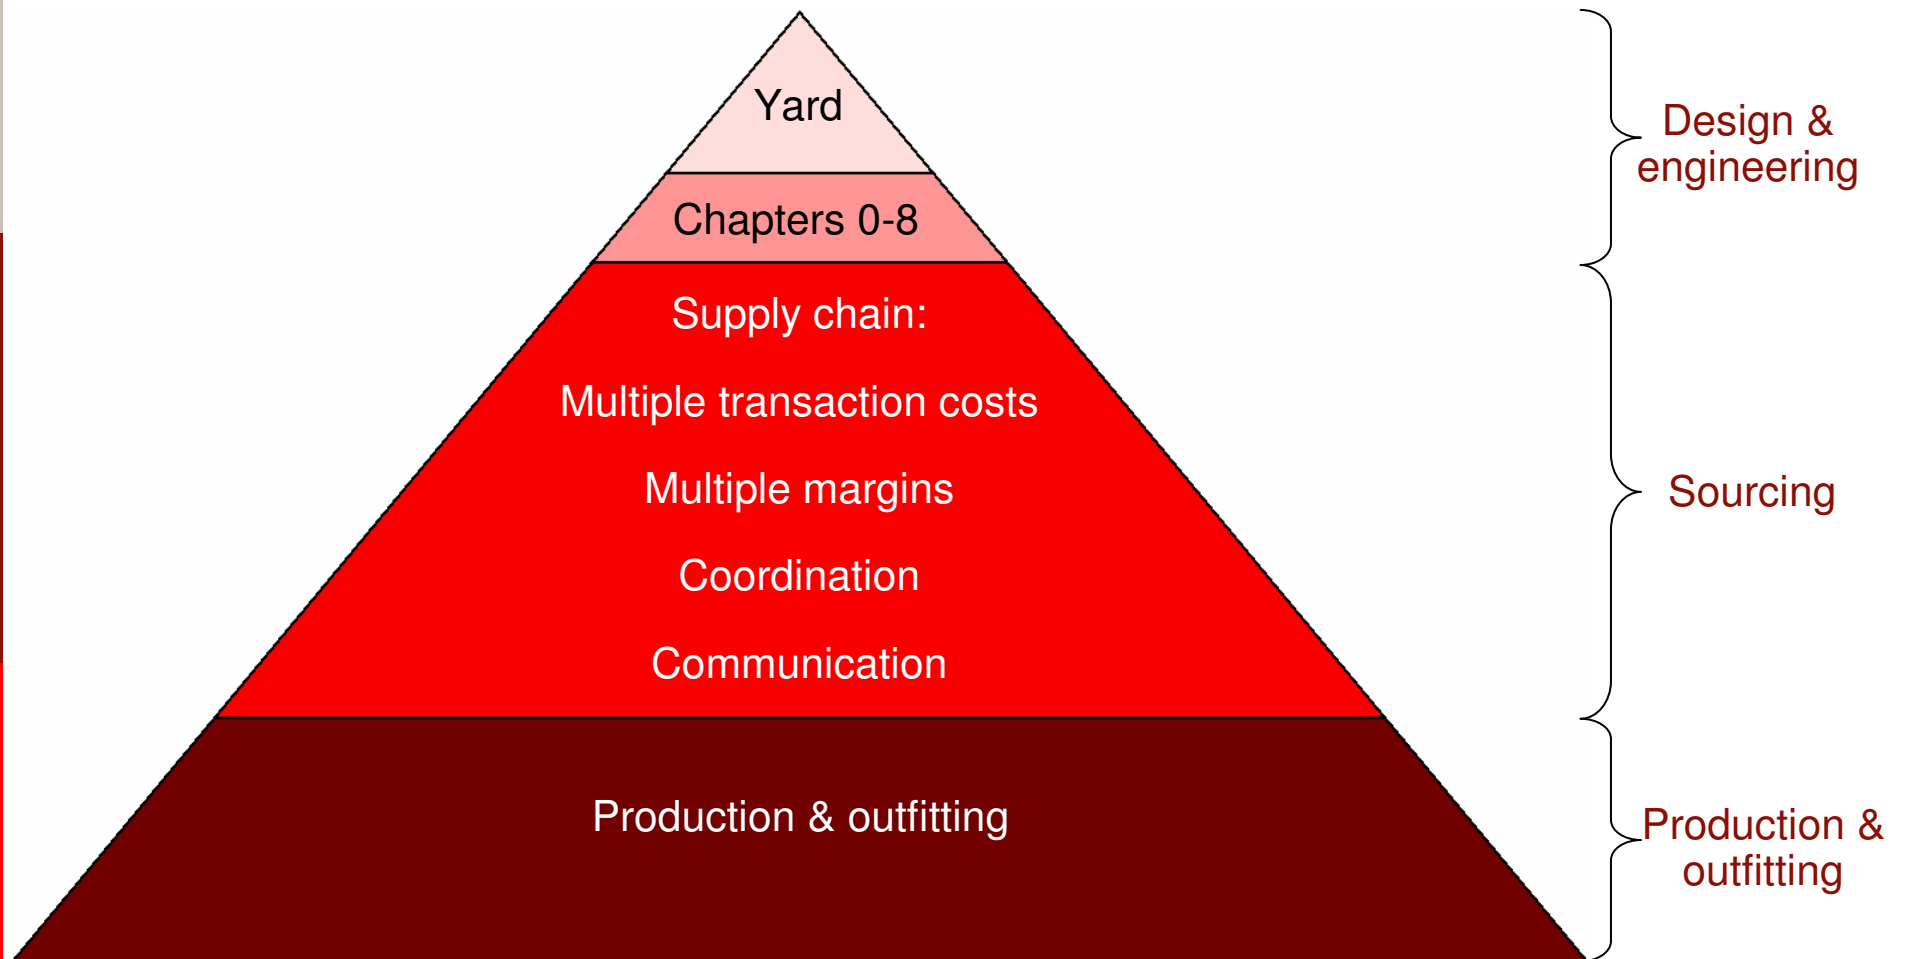 Yard
Chapters 0-8
Supply chain:
Multiple transaction costs
Multiple margins
Coordination
Communication
Production & outfitting
Design &
engineering
Sourcing
Production &
outfitting